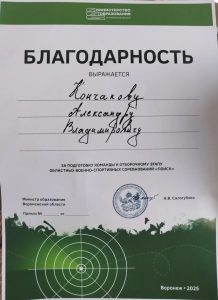 МИНИСТЕРСТВО
ОБРАЗОВАНИЯ
БЛАГОДАРНОСТЬ
ВЫРАЖАЕТСЯ
Кончакову
Александру
Владимировичу
ЗА ПОДГОТОВКУ КОМАНДЫ К ОТБОРОЧНОМУ ЭТАПУ
ОБЛАСТНЫХ ВОЕННО-СПОРТИВНЫХ СОРЕВНОВАНИЙ «ПОИСК»
Министр образования
Воронежской области
Н.В. Салогубова
Приказ № от
Воронеж - 2025